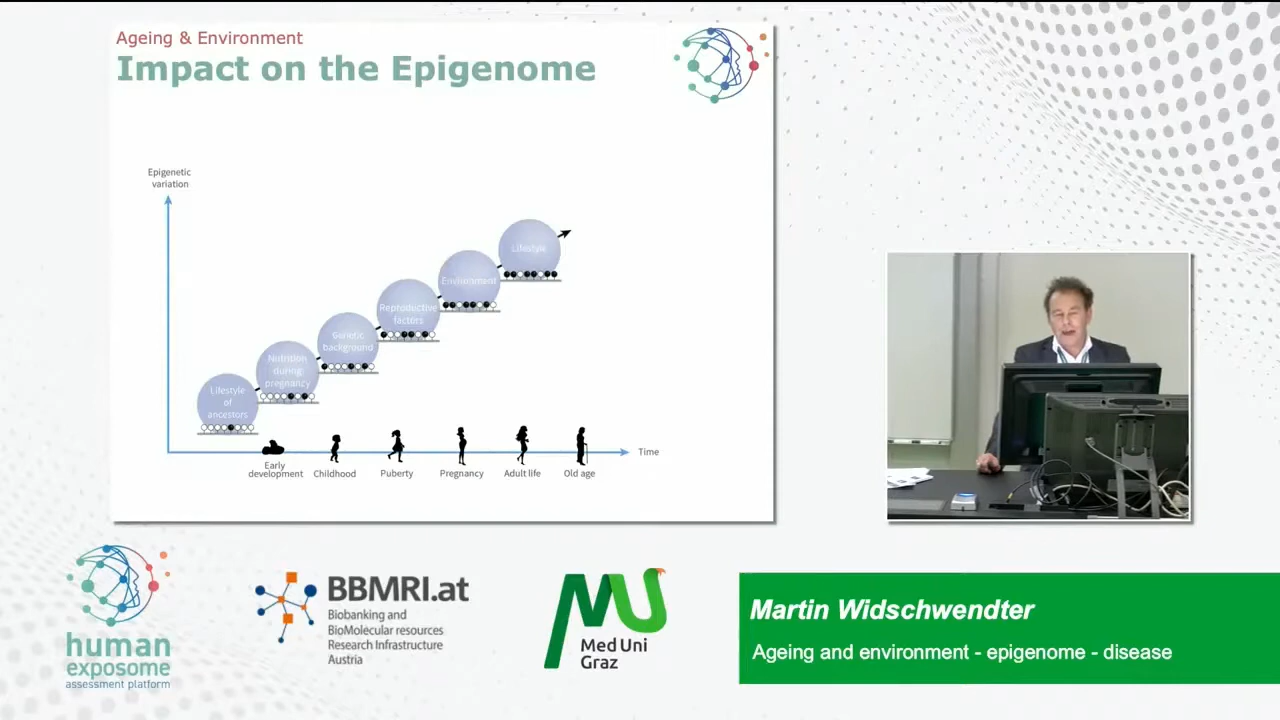 Ageing & Environment
Impact on the Epigenome
Epigenetic
variation
Lifestyle
Environment
Reproductive
factors
Genetic
background
Nutrition
during
pregnancy
Lifestyle
of
ancestors
Time
Early
development
Childhood
Puberty
Pregnancy
Adult life
Old age
human
exposome
assessment platform
BBMRI.at
Biobanking and
BioMolecular resources
Research Infrastructure
Austria
Med Uni
Graz
Martin Widschwendter
Ageing and environment - epigenome - disease